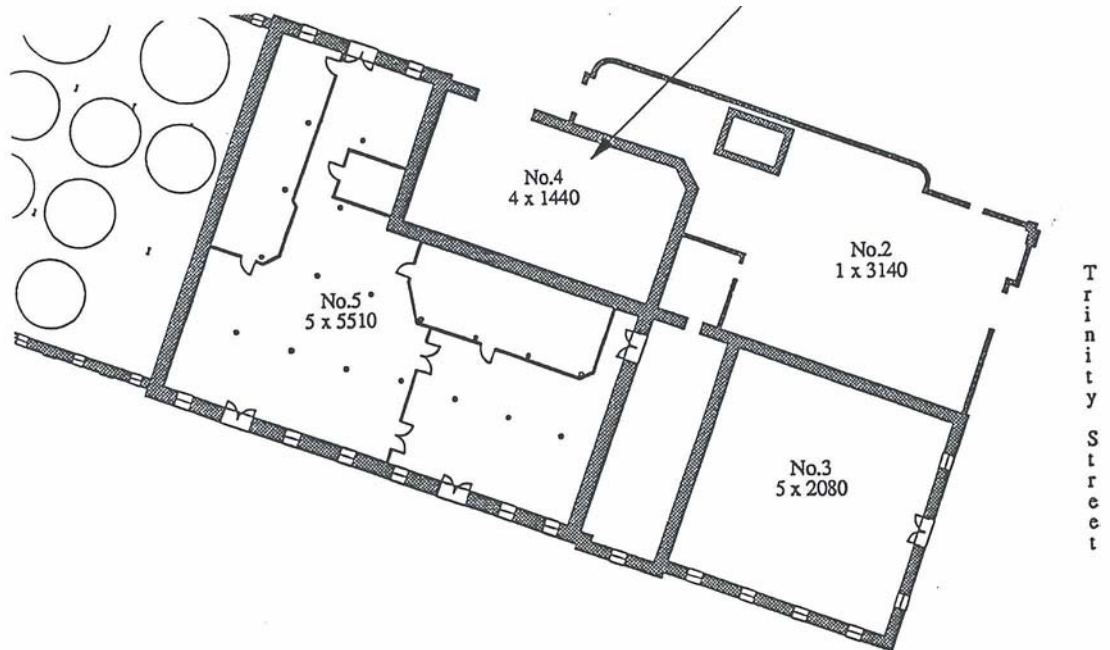 No.4
4 x 1440
No.2
1 x 3140
No.5
5 x 5510
No.3
5 x 2080
Trinity Street